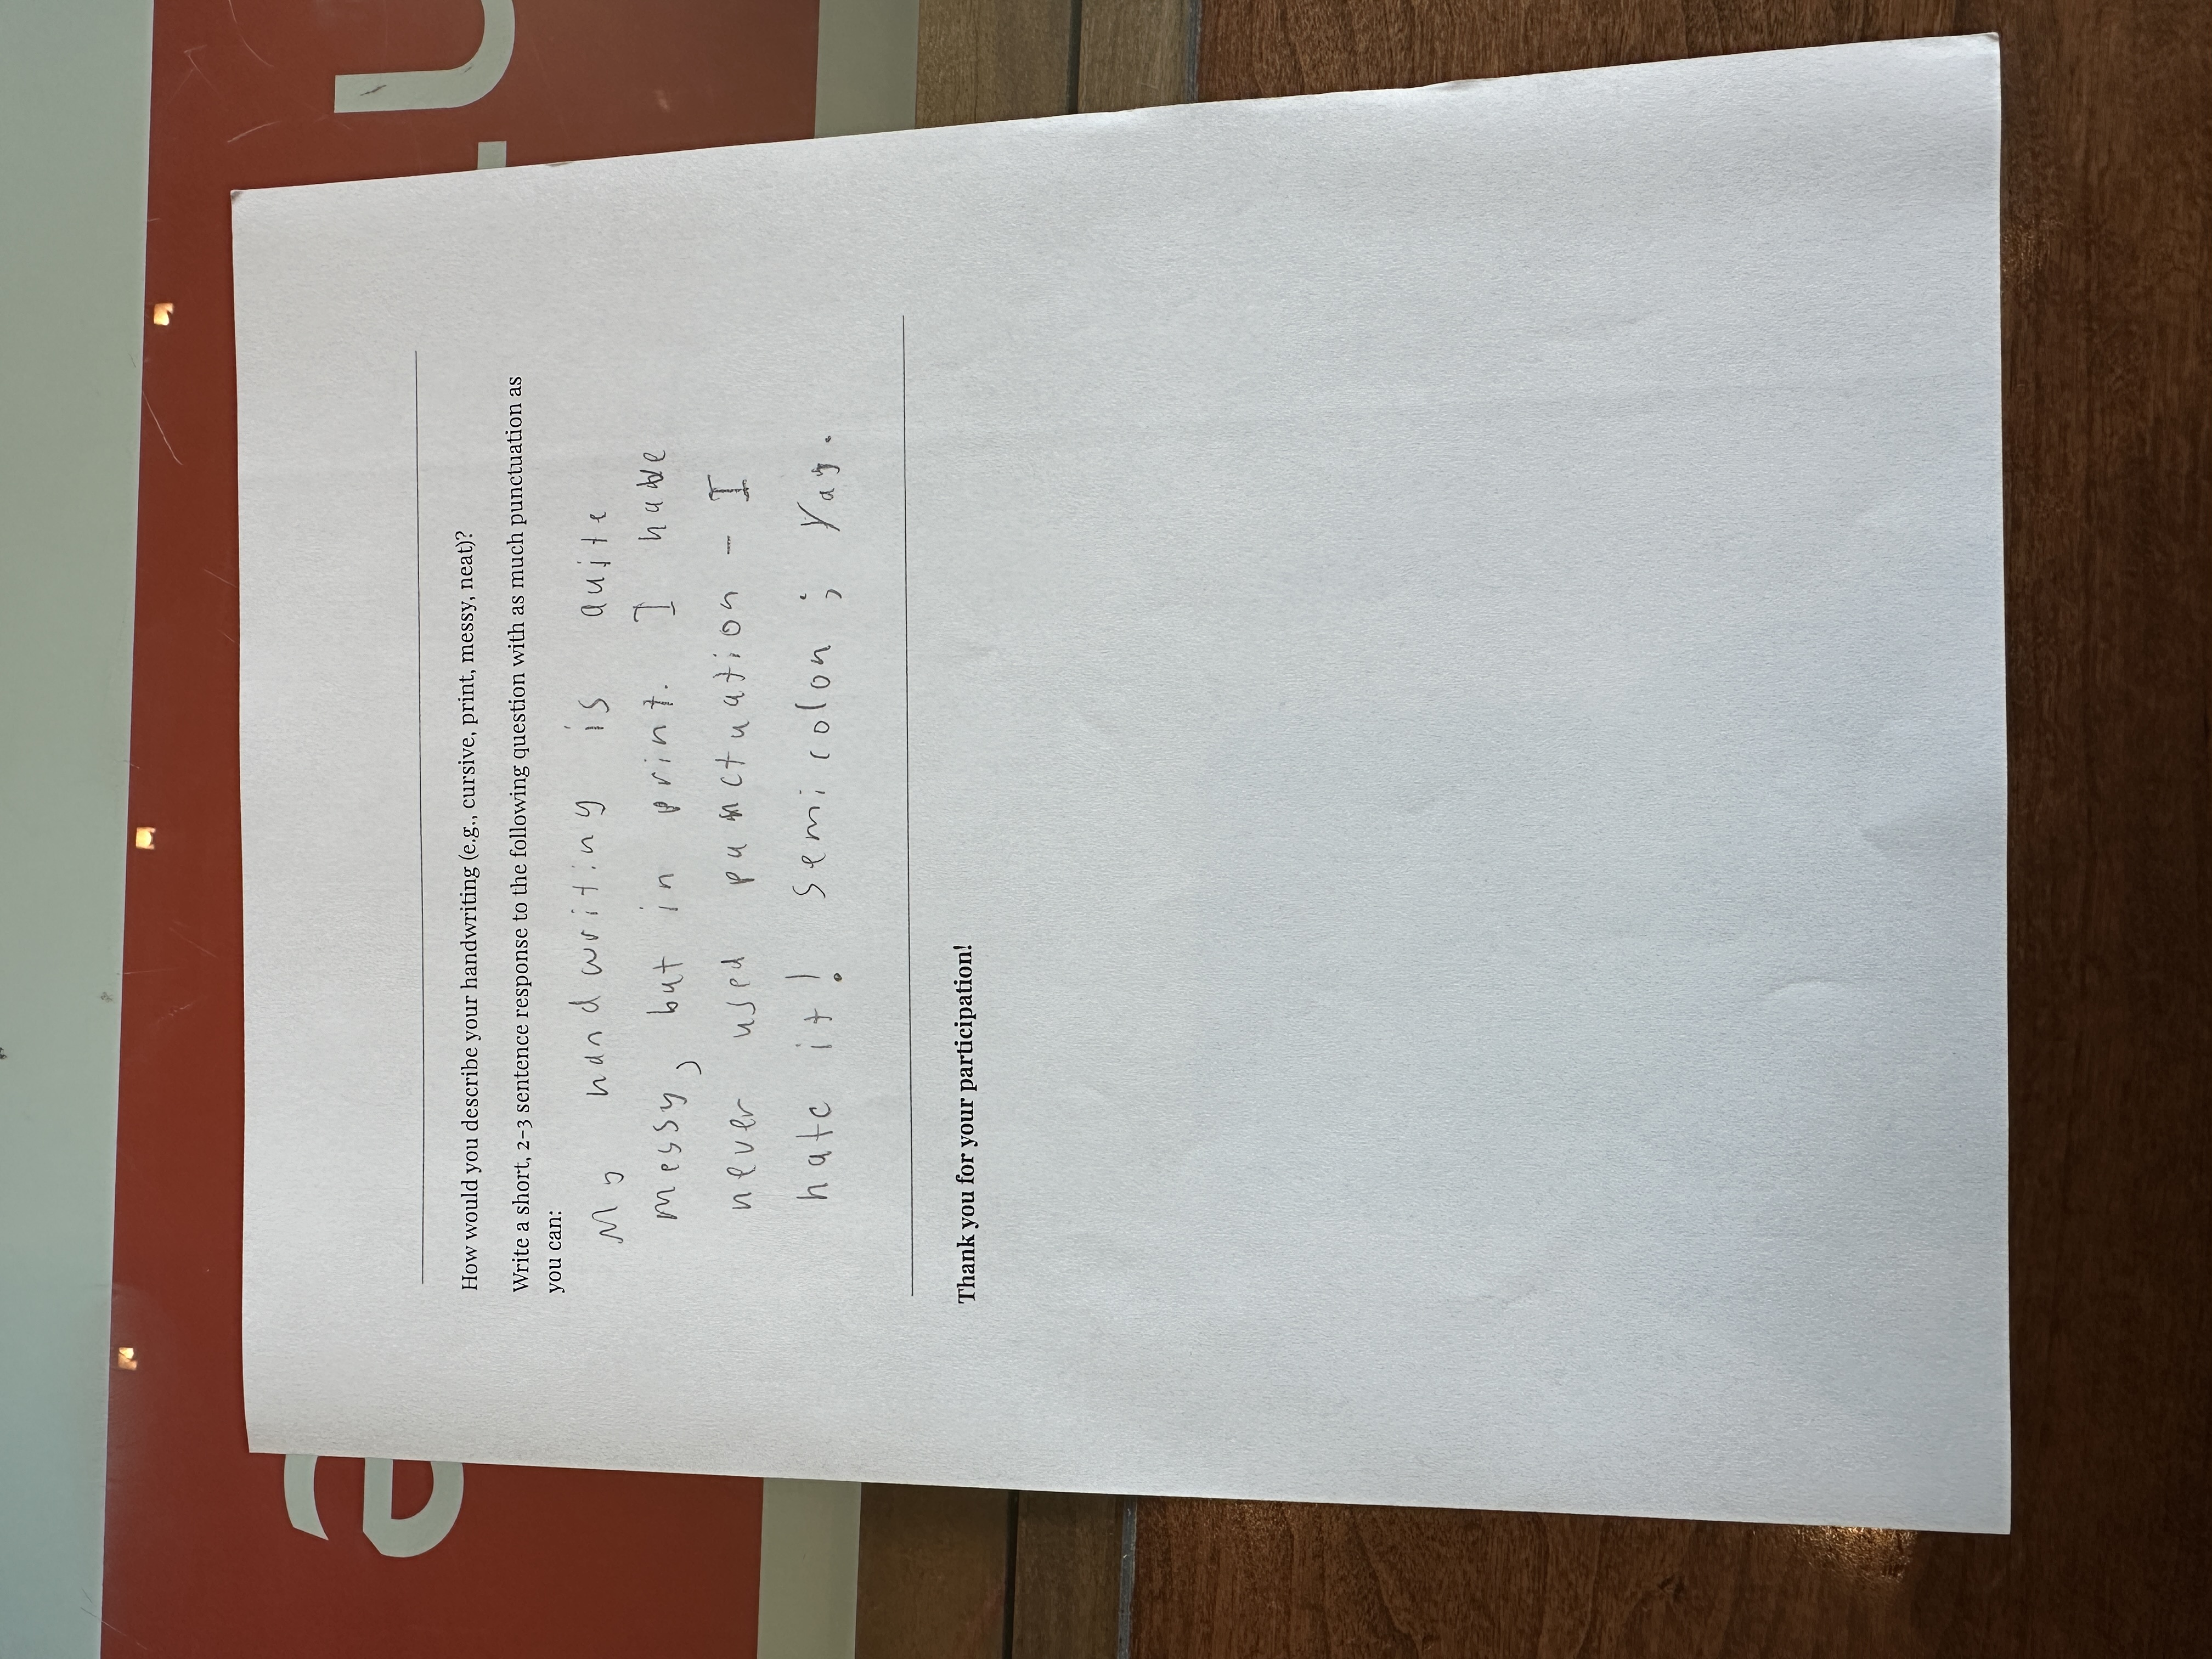 How would you describe your handwriting (e.g., cursive, print, messy, neat)?
Write a short, 2-3 sentence response to the following question with as much punctuation as
you can:
My handwriting is quite
messy, but in print. I have
never used punctuation - I
hate it! Semicolon ; Yay.
Thank you for your participation!